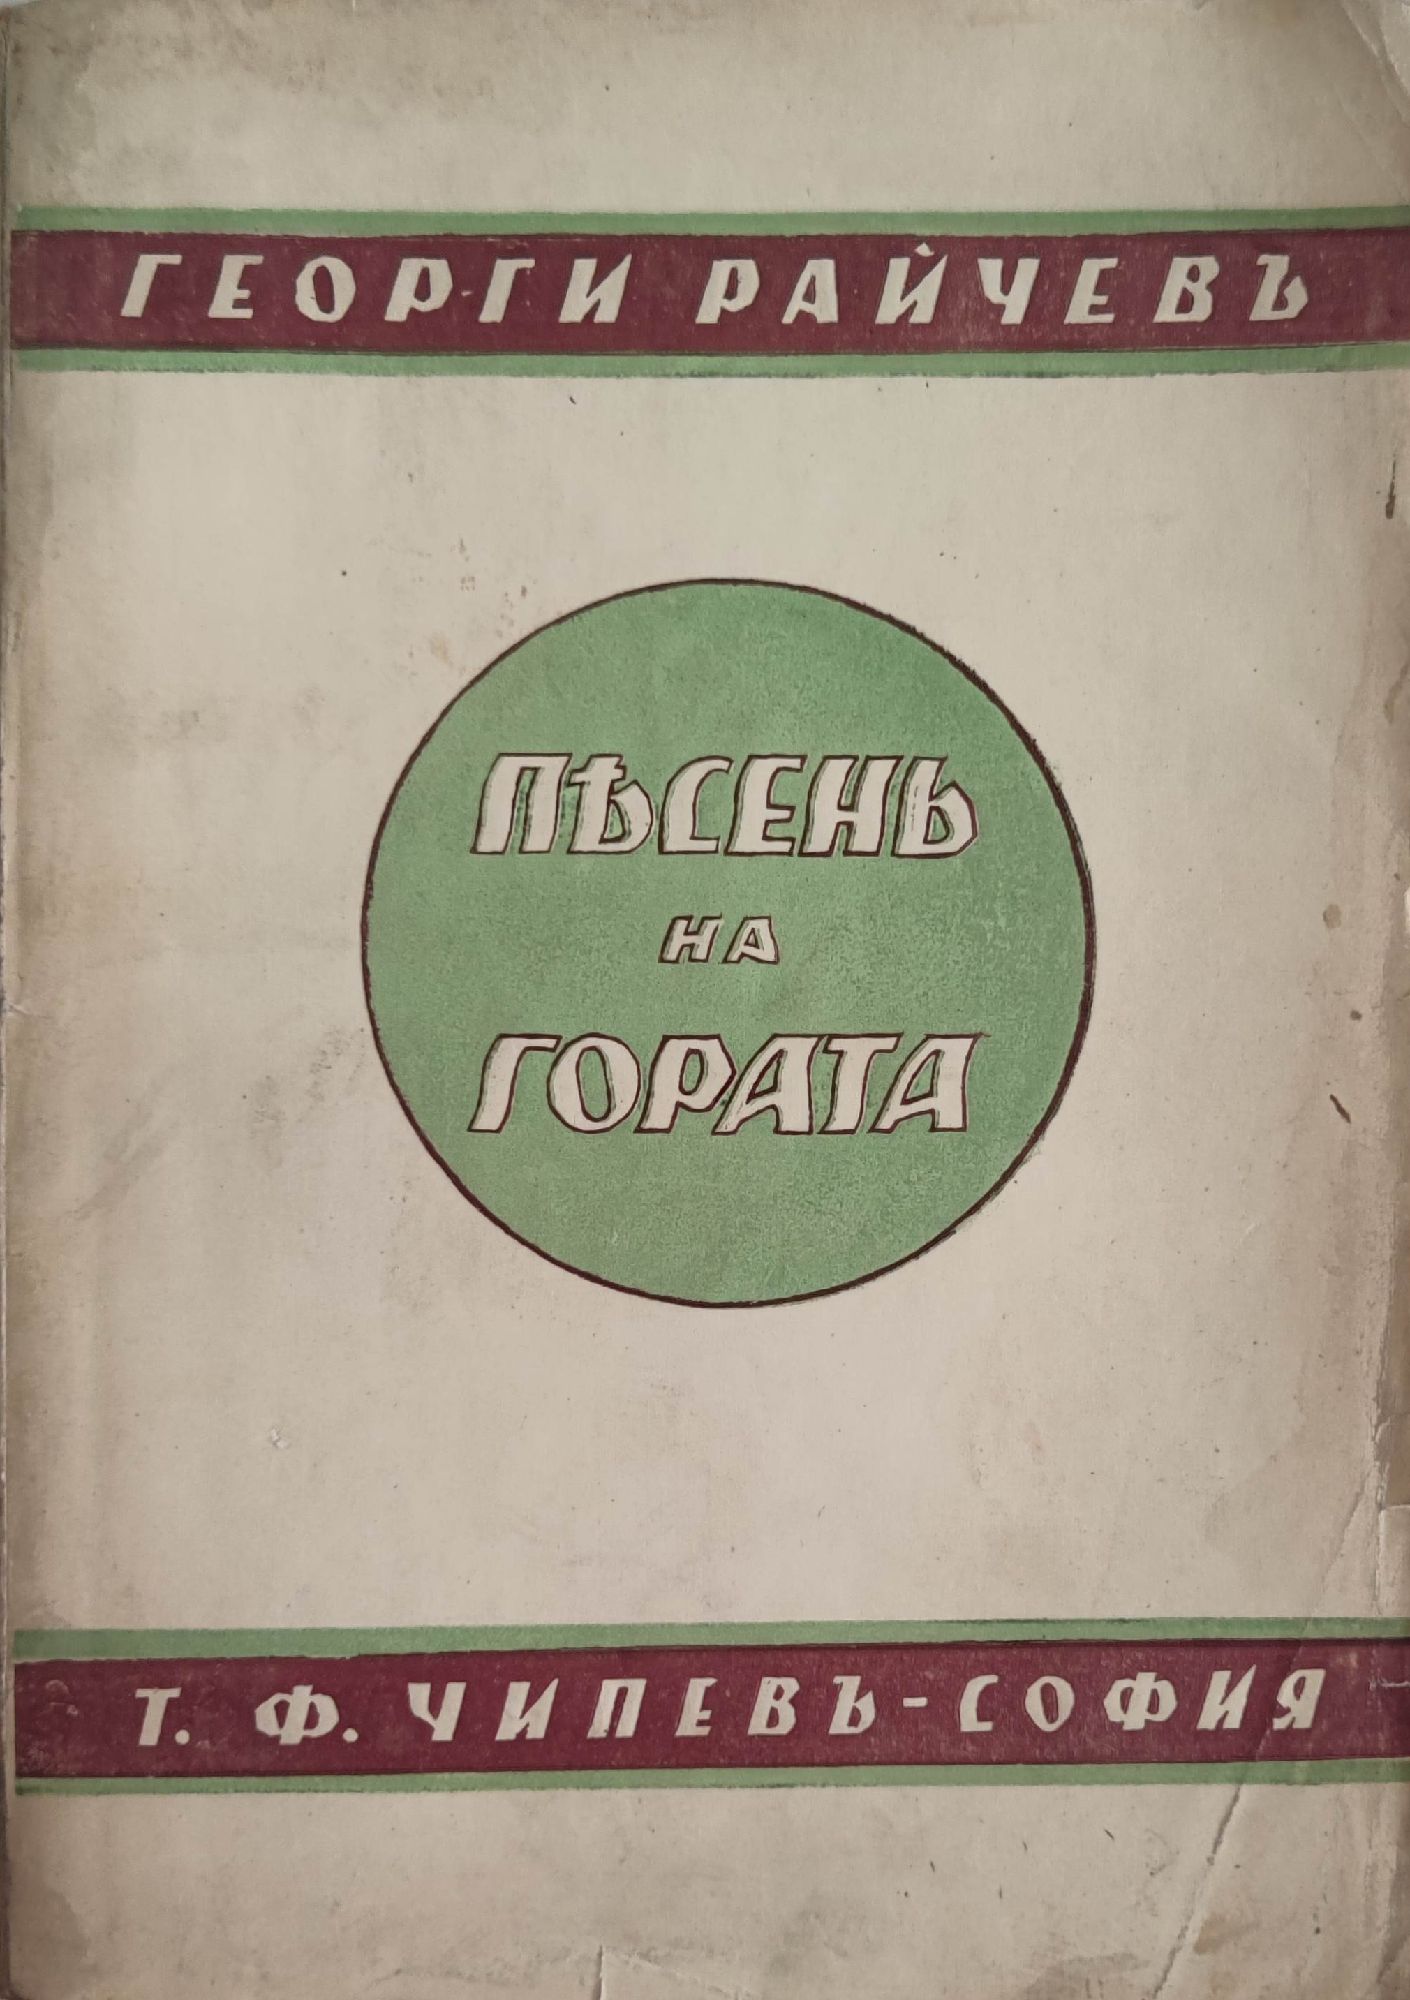 ГЕОРГИ РАЙЧЕВЪ
ПѢСЕНЬ
НА
ГОРАТА
Т. Ф. ЧИПЕВЪ-СОФИЯ